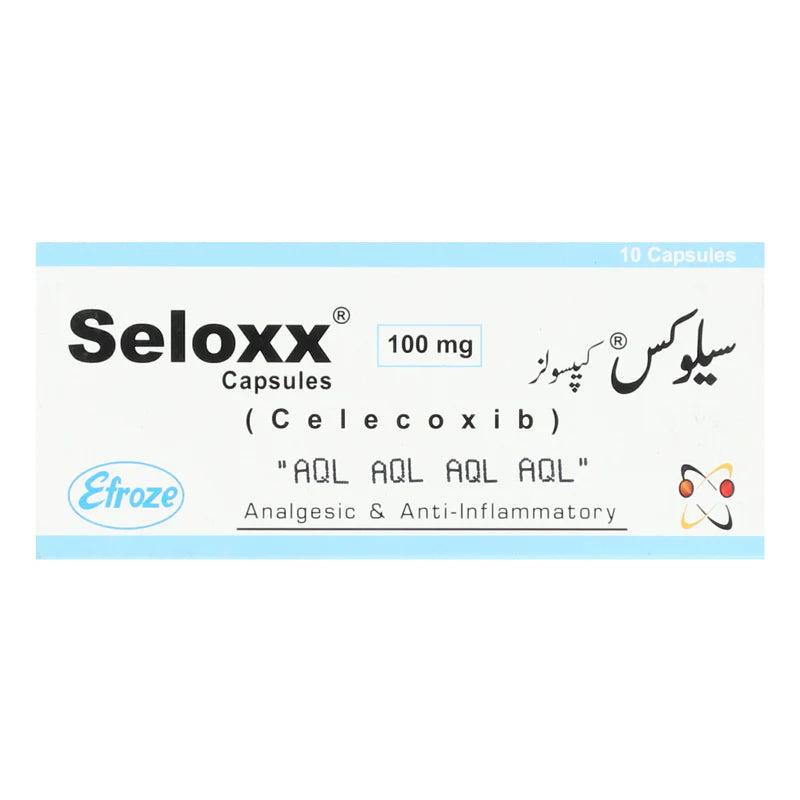 10 Capsules
Seloxx®
Capsules
100 mg
سیلوکس® کیپسولز
(Celecoxib)
"AQL AQL AQL AQL"
Efroze
Analgesic & Anti-Inflammatory